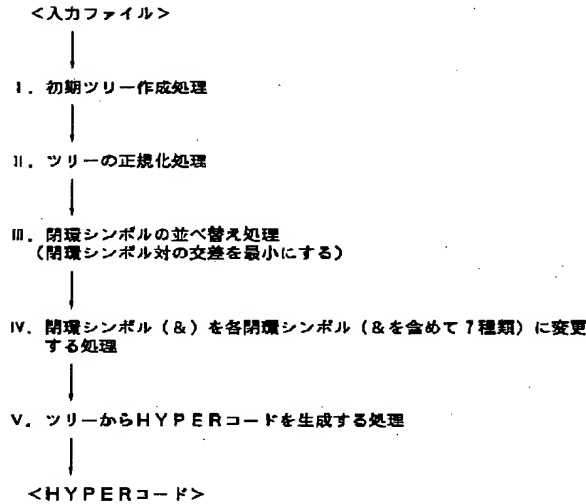 <入力ファイル>
I. 初期ツリー作成処理
II. ツリーの正規化処理
III. 閉環シンボルの並べ替え処理
(閉環シンボル対の交差を最小にする)
IV. 閉環シンボル(&)を各閉環シンボル(&を含めて7種類)に変更
する処理
V. ツリーからHYPERコードを生成する処理
<HYPERコード>